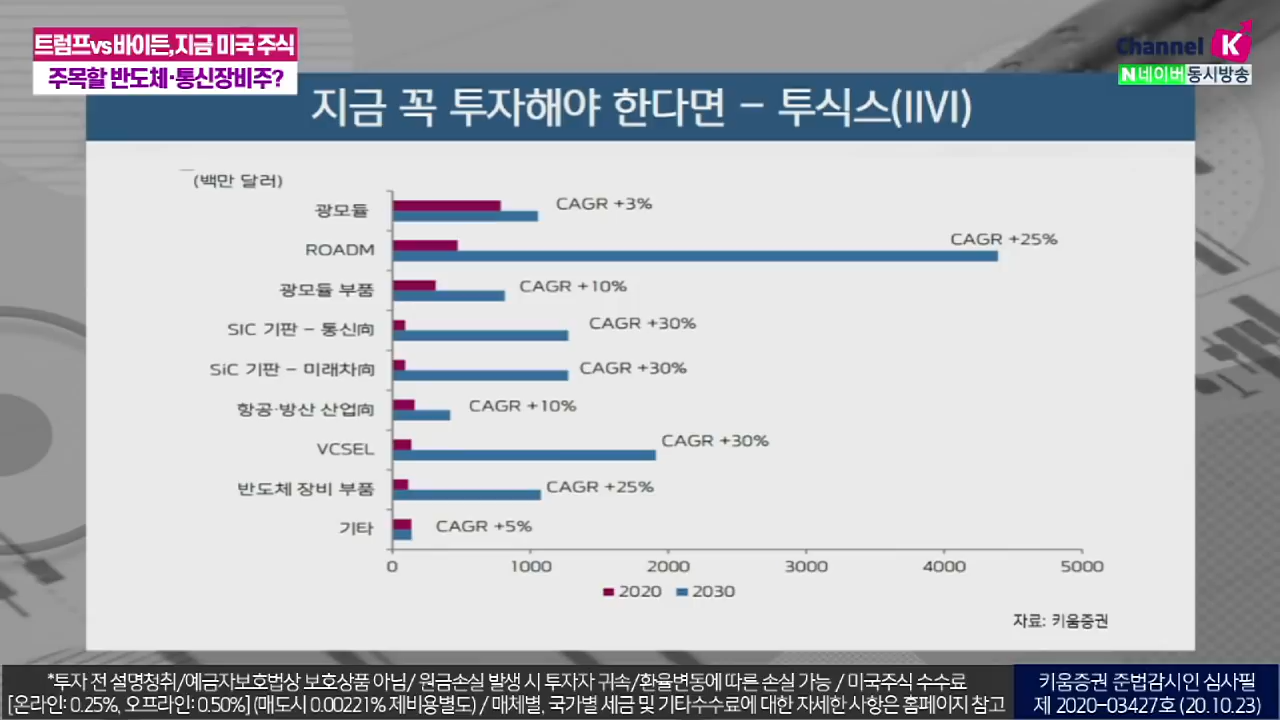 트럼프vs바이든,지금 미국 주식
주목할 반도체·통신장비주?
Channel K
N네이버 동시방송
지금 꼭 투자해야 한다면 – 투식스(IIVI)
(백만 달러)
광모듈 CAGR +3%
ROADM CAGR +25%
광모듈 부품 CAGR +10%
SIC 기판 – 통신向 CAGR +30%
SiC 기판 – 미래차向 CAGR +30%
항공·방산 산업向 CAGR +10%
VCSEL CAGR +30%
반도체 장비 부품 CAGR +25%
기타 CAGR +5%
0 1000 2000 3000 4000 5000
2020 2030
자료: 키움증권
*투자 전 설명청취/예금자보호법상 보호상품 아님/ 원금손실 발생 시 투자자 귀속/환율변동에 따른 손실 가능 / 미국주식 수수료
[온라인: 0.25%, 오프라인: 0.50%] (매도시 0.00221% 제비용별도) / 매체별, 국가별 세금 및 기타수수료에 대한 자세한 사항은 홈페이지 참고
키움증권 준법감시인 심사필
제 2020-03427호 (20.10.23)